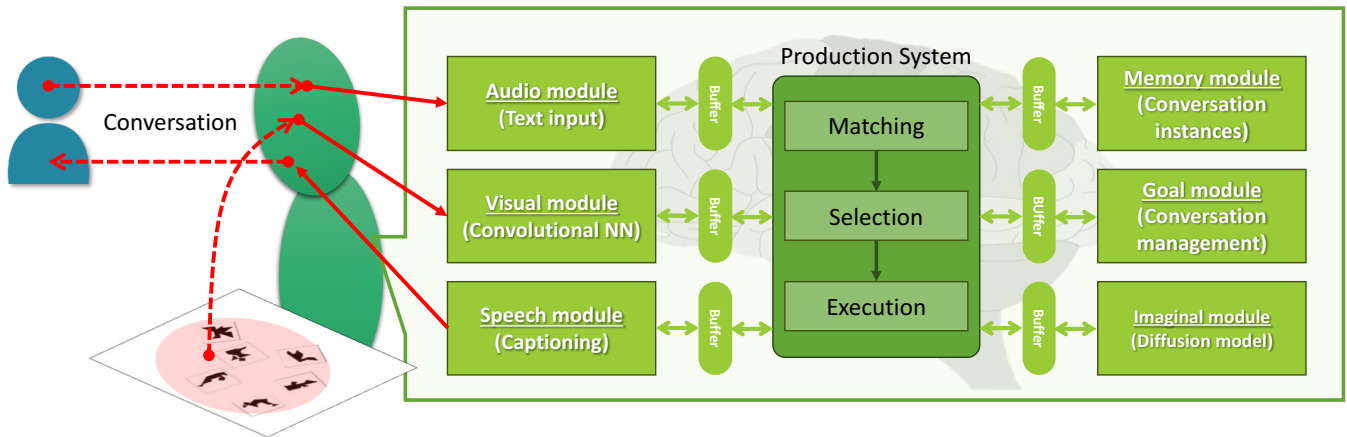 Conversation
Production System
Audio module
(Text input)
Buffer
Matching
Buffer
Memory module
(Conversation
instances)
Visual module
(Convolutional NN)
Buffer
Selection
BUffer
Goal module
(Conversation
management)
Speech module
(Captioning)
Buffer
Execution
Buffer
Imaginal module
(Diffusion model)